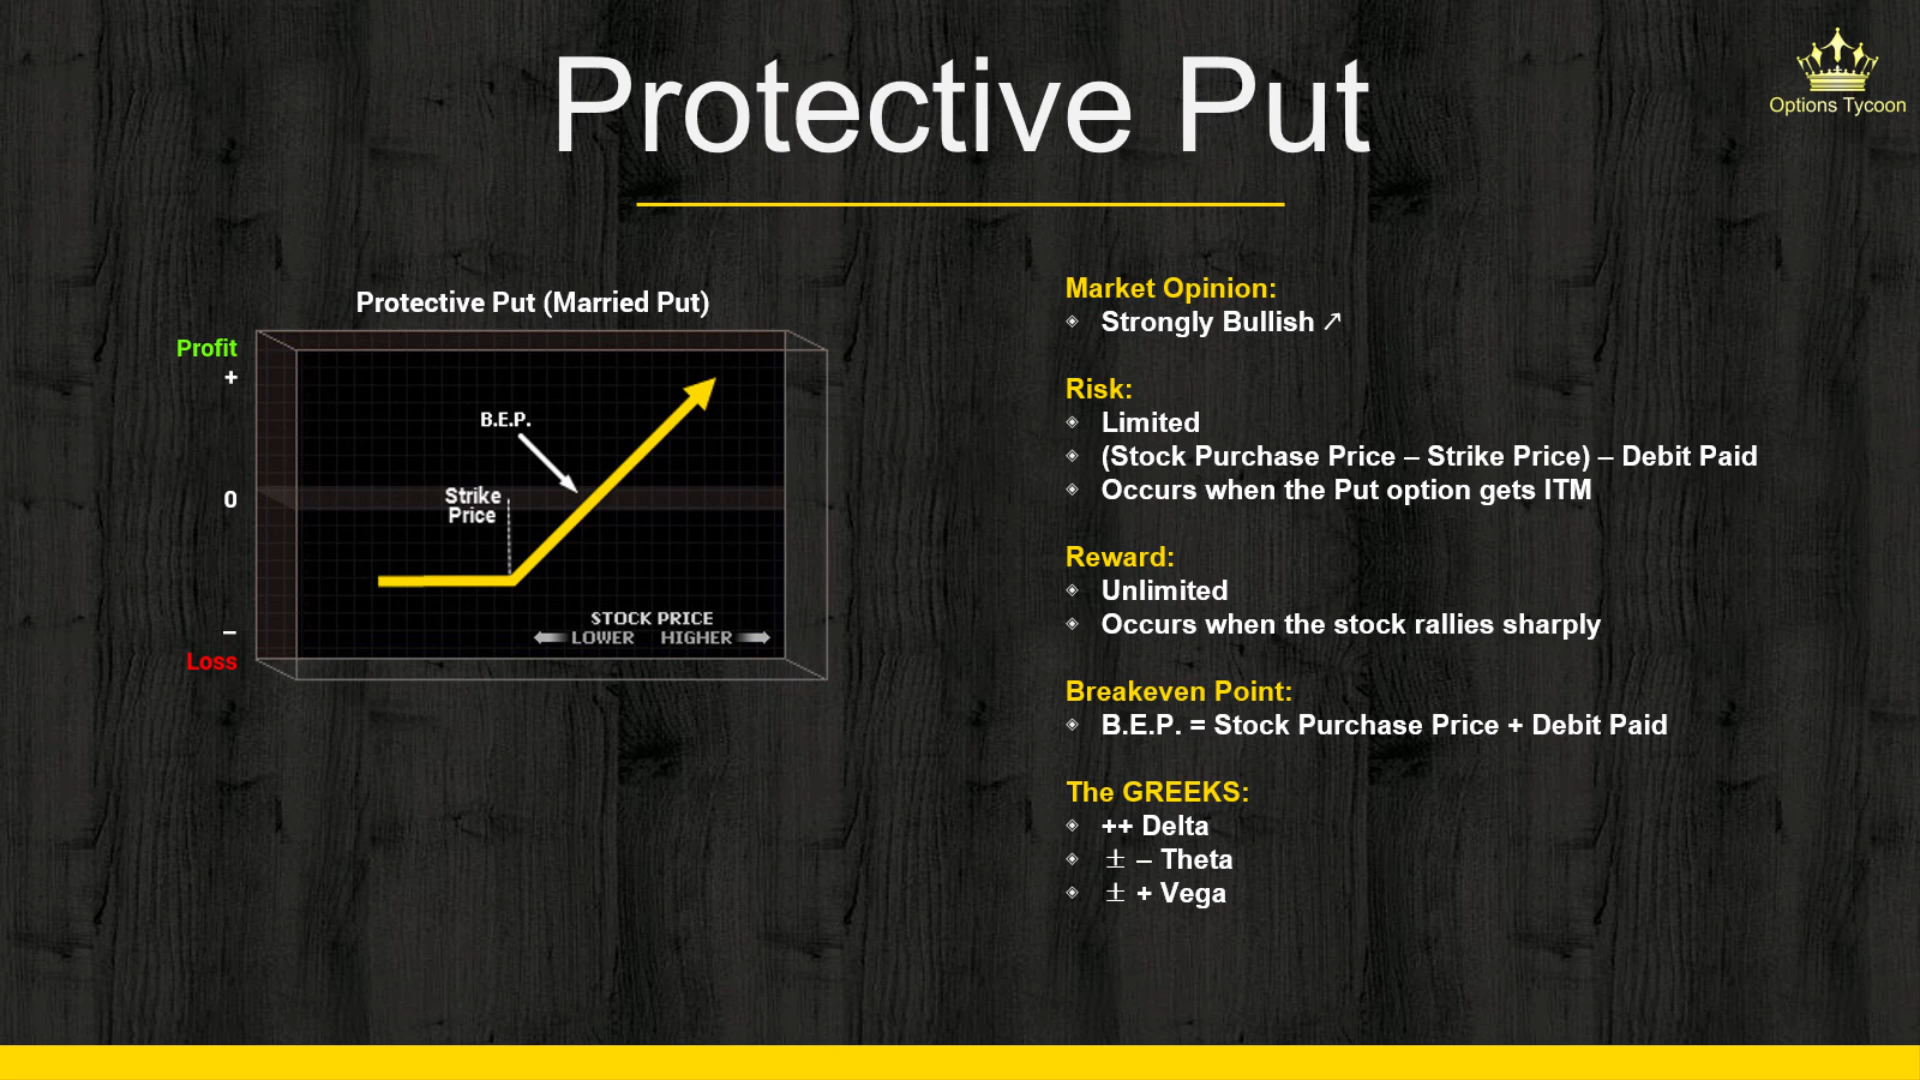 Protective Put
Options Tycoon
Protective Put (Married Put)
Profit
+
B.E.P.
0
Strike
Price
STOCK PRICE
LOWER HIGHER
–
Loss
Market Opinion:
Strongly Bullish ↗
Risk:
Limited
(Stock Purchase Price – Strike Price) – Debit Paid
Occurs when the Put option gets ITM
Reward:
Unlimited
Occurs when the stock rallies sharply
Breakeven Point:
B.E.P. = Stock Purchase Price + Debit Paid
The GREEKS:
++ Delta
± – Theta
± + Vega